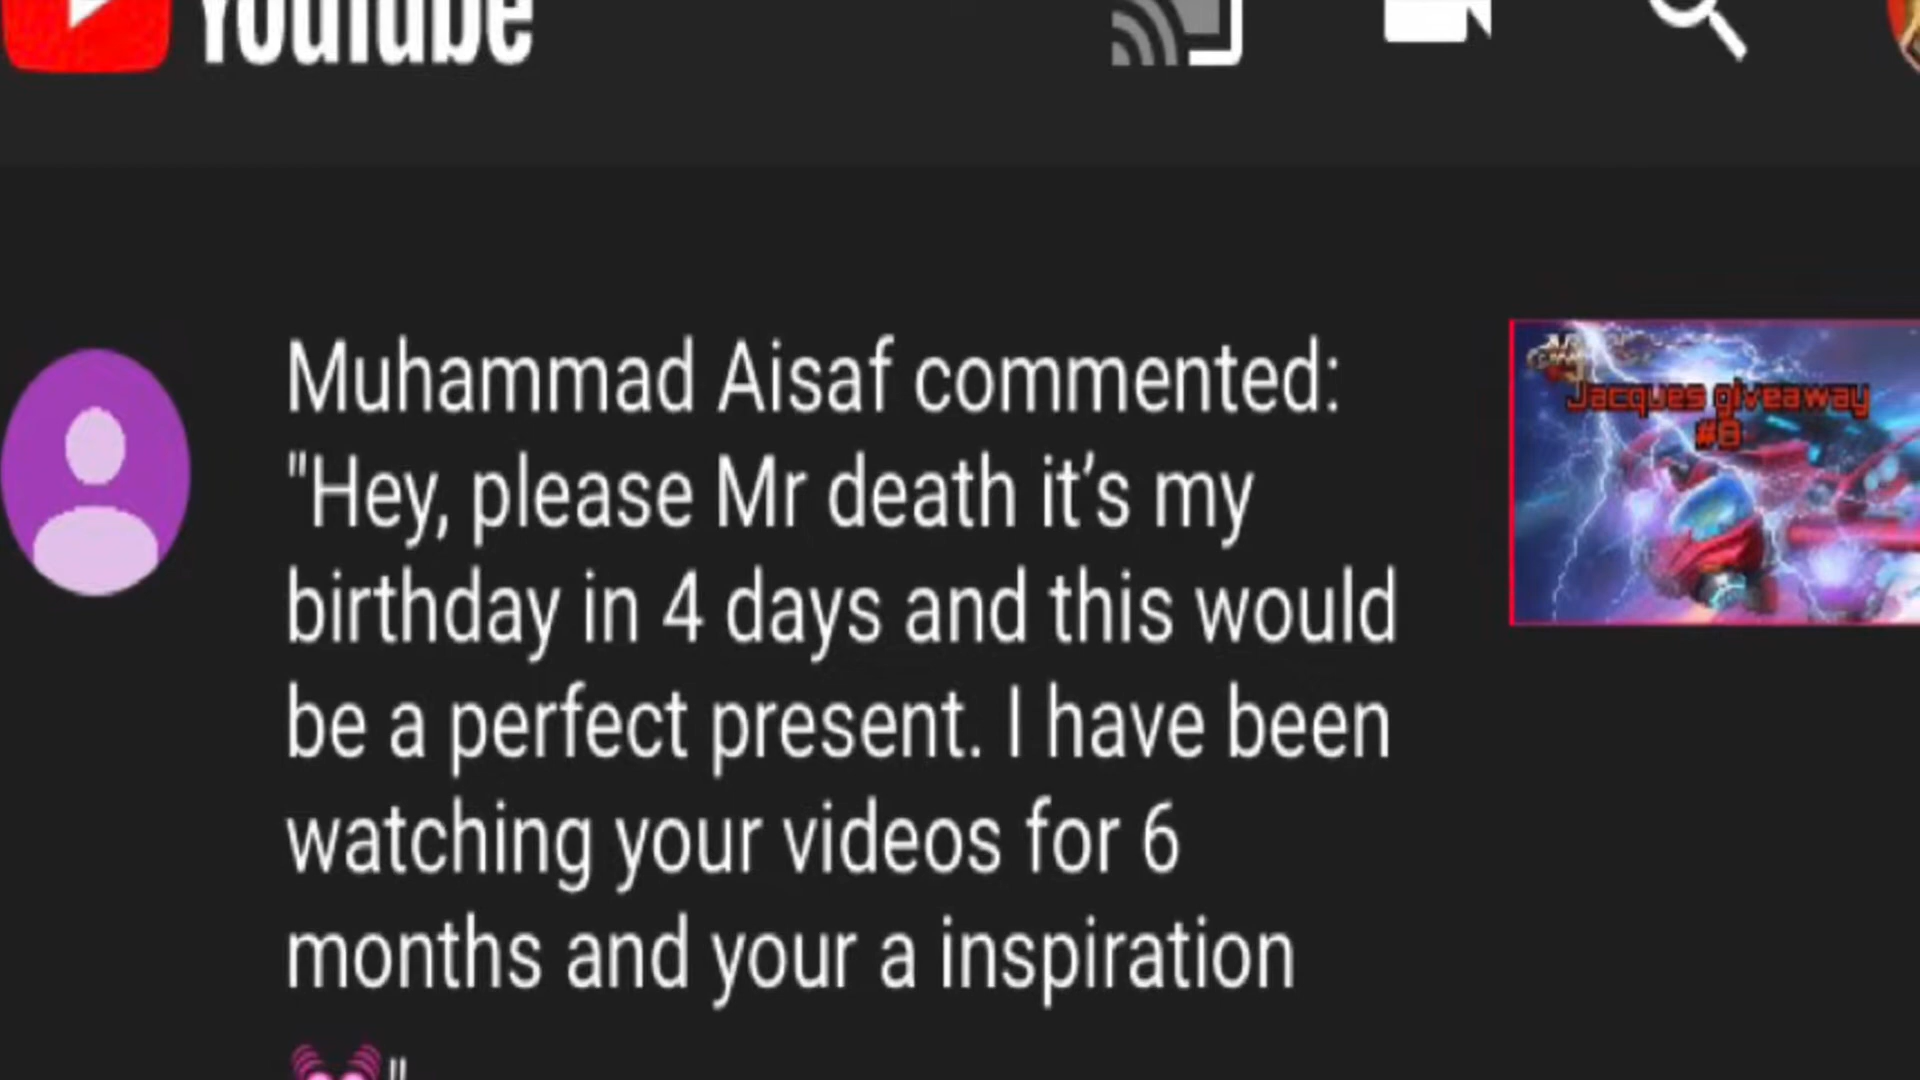 YouTube
Muhammad Aisaf commented:
"Hey, please Mr death it's my
birthday in 4 days and this would
be a perfect present. I have been
watching your videos for 6
months and your a inspiration
"
Jacques giveaway
#8